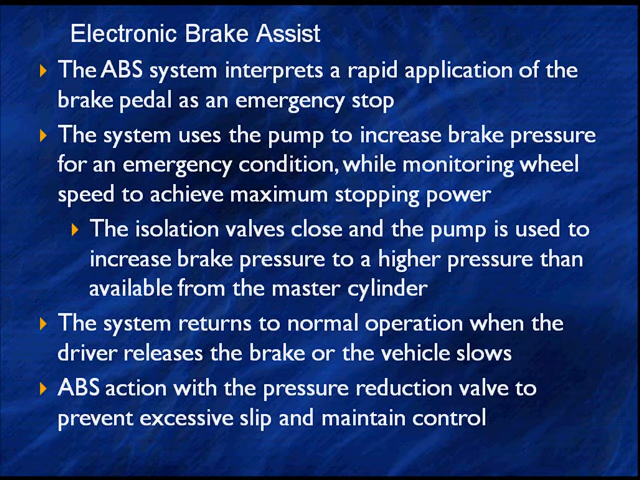 Electronic Brake Assist
The ABS system interprets a rapid application of the
brake pedal as an emergency stop
The system uses the pump to increase brake pressure
for an emergency condition, while monitoring wheel
speed to achieve maximum stopping power
The isolation valves close and the pump is used to
increase brake pressure to a higher pressure than
available from the master cylinder
The system returns to normal operation when the
driver releases the brake or the vehicle slows
ABS action with the pressure reduction valve to
prevent excessive slip and maintain control